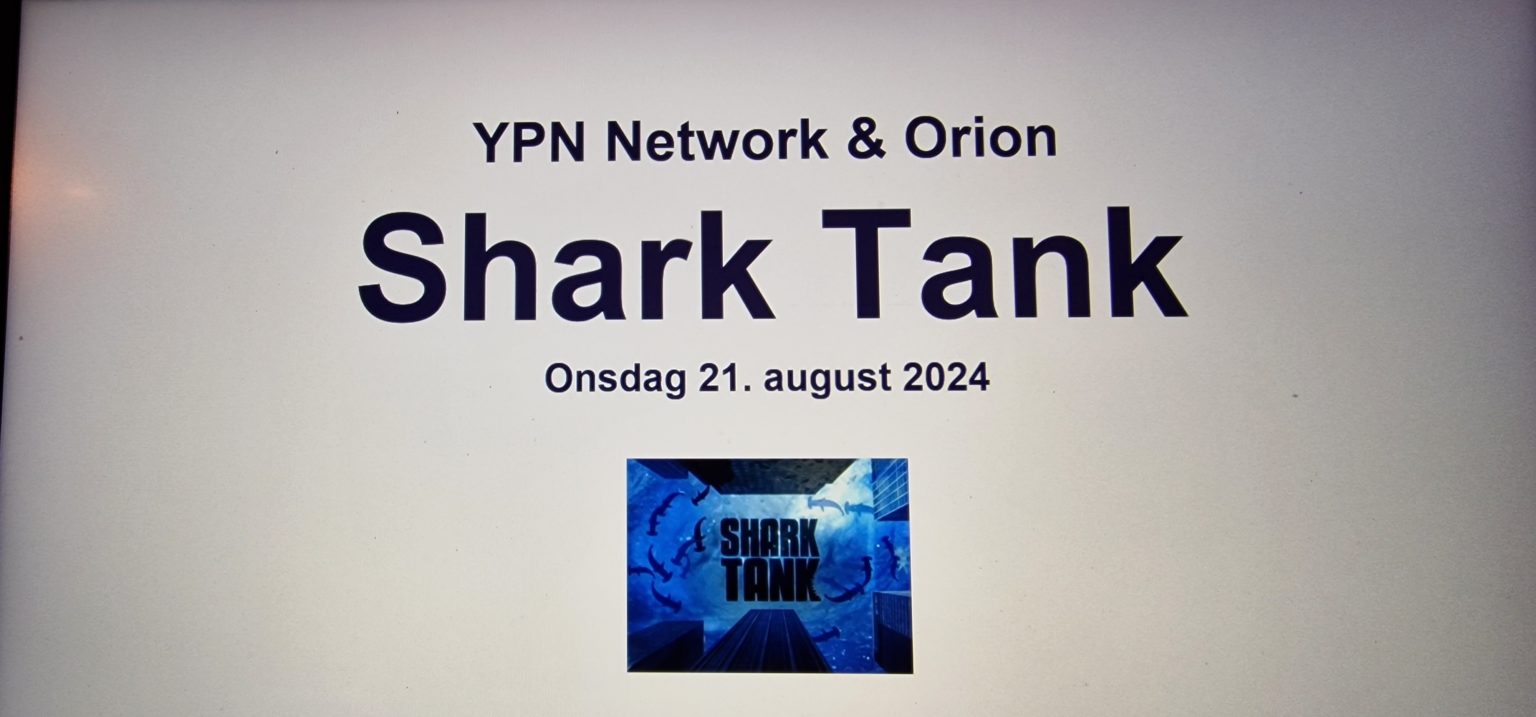 YPN Network & Orion
Shark Tank
Onsdag 21. august 2024
SHARK
TANK